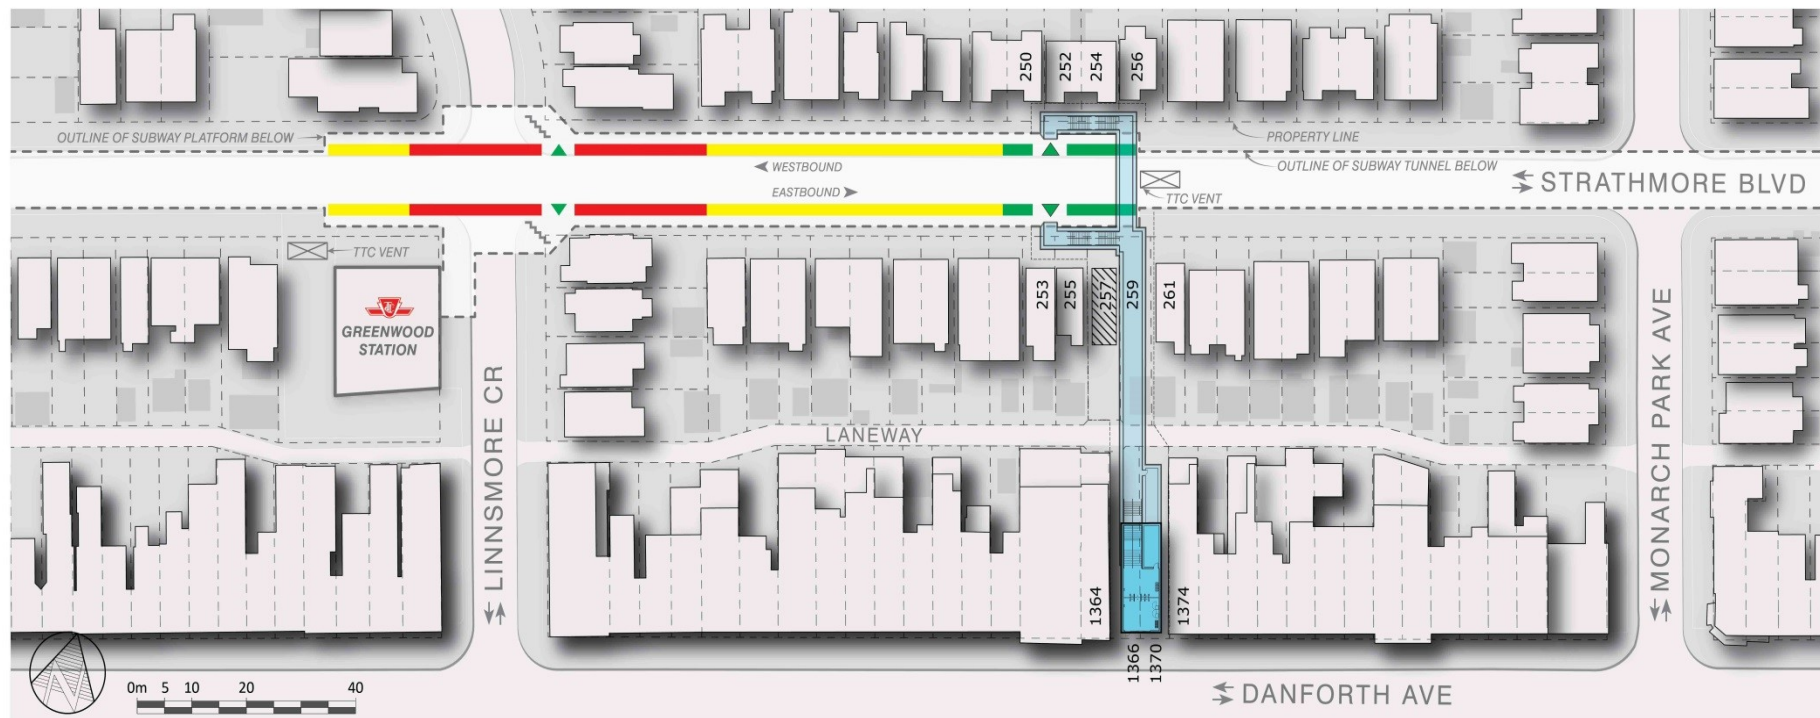 250
252
254
256
OUTLINE OF SUBWAY PLATFORM BELOW
PROPERTY LINE
WESTBOUND
OUTLINE OF SUBWAY TUNNEL BELOW
EASTBOUND
STRATHMORE BLVD
TTC VENT
TTC VENT
253
255
257
259
261
GREENWOOD
STATION
LINNSMORE CR
MONARCH PARK AVE
LANEWAY
1364
1374
1366
1370
N
0m 5 10 20 40
DANFORTH AVE